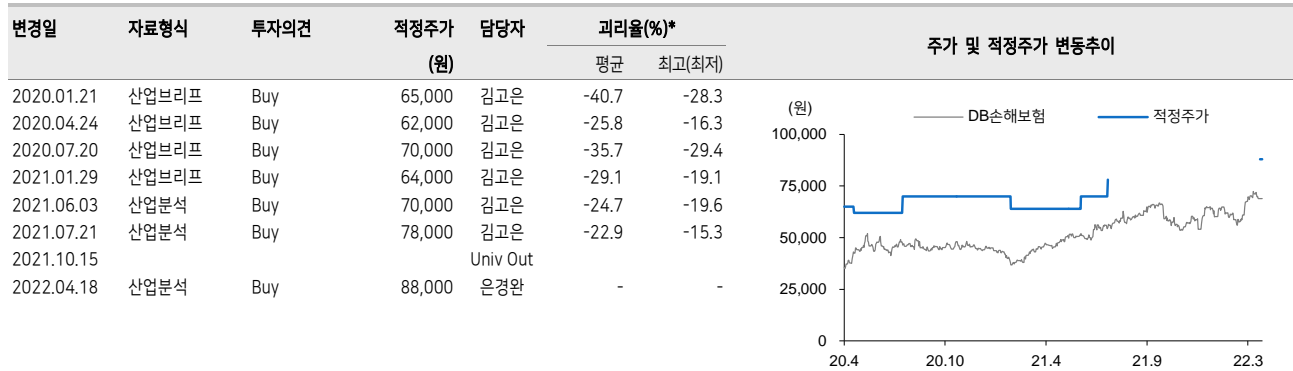 변경일 자료형식 투자의견 적정주가 담당자 괴리율(%)* 주가 및 적정주가 변동추이
(원) 평균 최고(최저)
2020.01.21 산업브리프 Buy 65,000 김고은 -40.7 -28.3
2020.04.24 산업브리프 Buy 62,000 김고은 -25.8 -16.3
2020.07.20 산업브리프 Buy 70,000 김고은 -35.7 -29.4
2021.01.29 산업브리프 Buy 64,000 김고은 -29.1 -19.1
2021.06.03 산업분석 Buy 70,000 김고은 -24.7 -19.6
2021.07.21 산업분석 Buy 78,000 김고은 -22.9 -15.3
2021.10.15 Univ Out
2022.04.18 산업분석 Buy 88,000 은경완 - -
(원) DB손해보험 적정주가
100,000
75,000
50,000
25,000
0
20.4 20.10 21.4 21.9 22.3